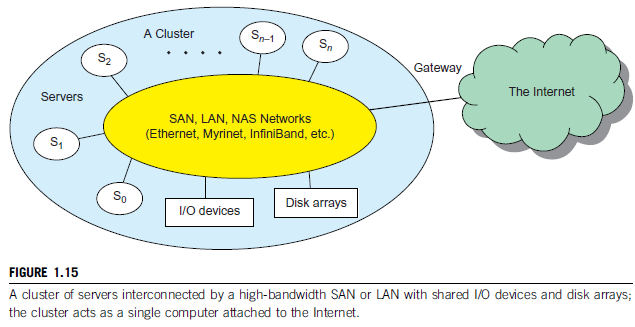 A Cluster
Sn–1
Sn
S2
Gateway
Servers
The Internet
SAN, LAN, NAS Networks
(Ethernet, Myrinet, InfiniBand, etc.)
S1
S0
I/O devices
Disk arrays
FIGURE 1.15
A cluster of servers interconnected by a high-bandwidth SAN or LAN with shared I/O devices and disk arrays;
the cluster acts as a single computer attached to the Internet.